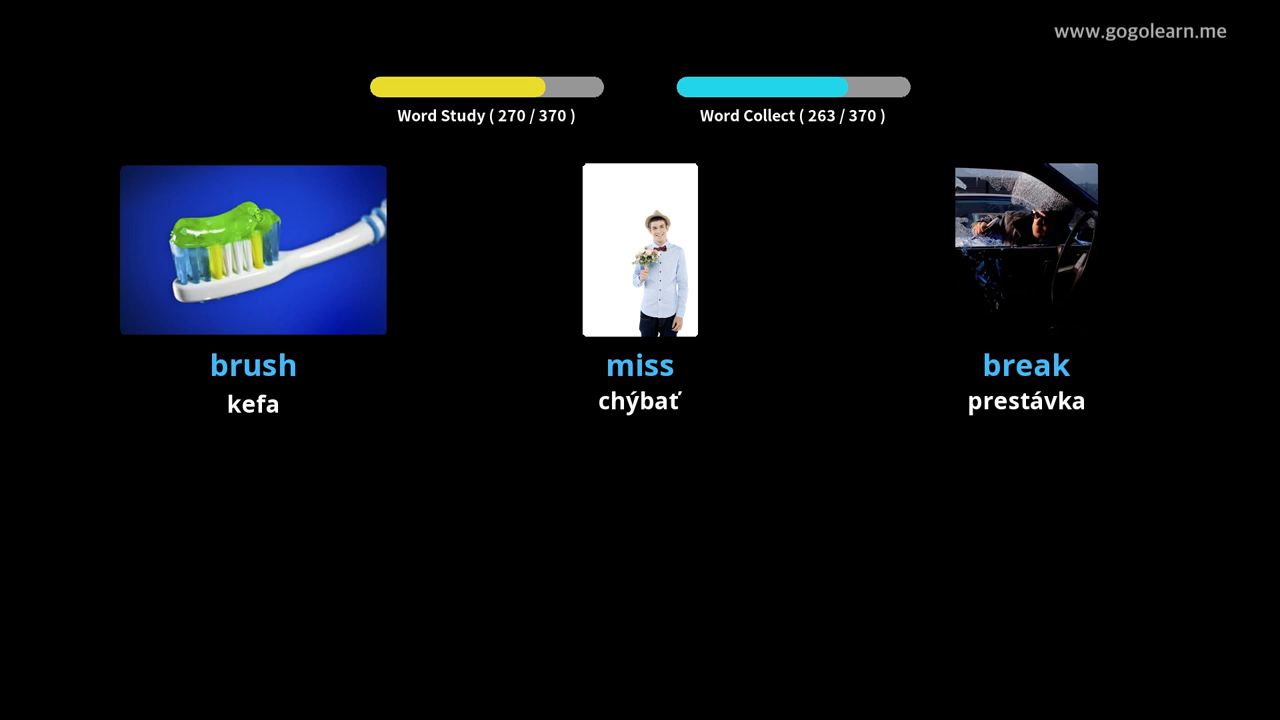 www.gogolearn.me
Word Study ( 270 / 370 )
Word Collect ( 263 / 370 )
brush
kefa
miss
chýbať
break
prestávka